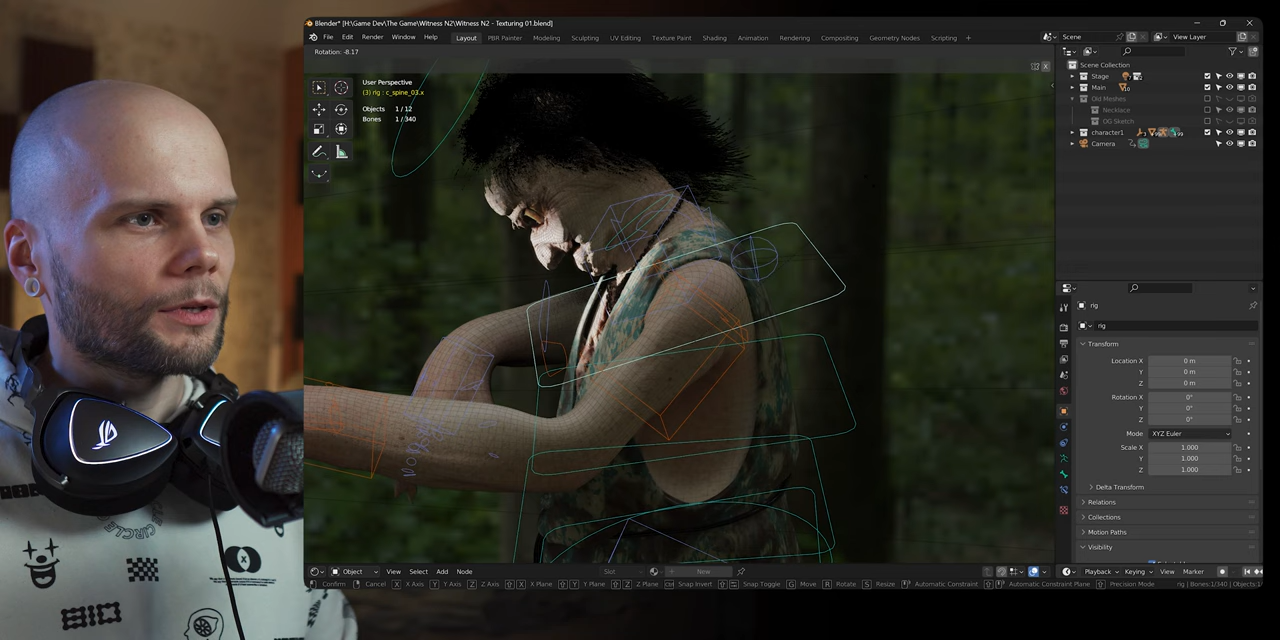 Blender* [H:\Game Dev\The Game\Witness N2\Witness N2 - Texturing 01.blend]
File Edit Render Window Help
Layout PBR Painter Modeling Sculpting UV Editing Texture Paint Shading Animation Rendering Compositing Geometry Nodes Scripting +
Scene
View Layer
Rotation: -8.17
User Perspective
(3) rig : c_spine_03.x
Objects 1/12
Bones 1/340
Scene Collection
Stage
Main
Old Meshes
Necklace
OG Sketch
character1
Camera
rig
rig
Transform
Location X 0 m
Y 0 m
Z 0 m
Rotation X 0°
Y 0°
Z 0°
Mode XYZ Euler
Scale X 1.000
Y 1.000
Z 1.000
Delta Transform
Relations
Collections
Motion Paths
Visibility
Object View Select Add Node
Slot
New
Playback Keying View Marker
Confirm Cancel X X Axis Y Y Axis Z Z Axis X X Plane Y Y Plane Z Z Plane Snap Invert Snap Toggle G Move R Rotate S Resize Automatic Constraint Automatic Constraint Plane Precision Mode
rig | Bones:1/340 | Objects:1